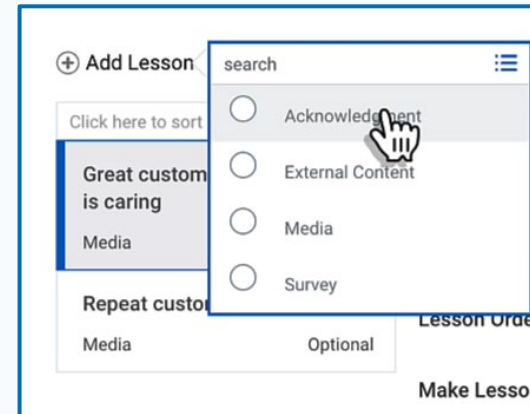 Add Lesson
search
Acknowledgment
External Content
Media
Survey
Click here to sort
Great custom
is caring
Media
Repeat custo
Media Optional
Lesson Orde
Make Lesso